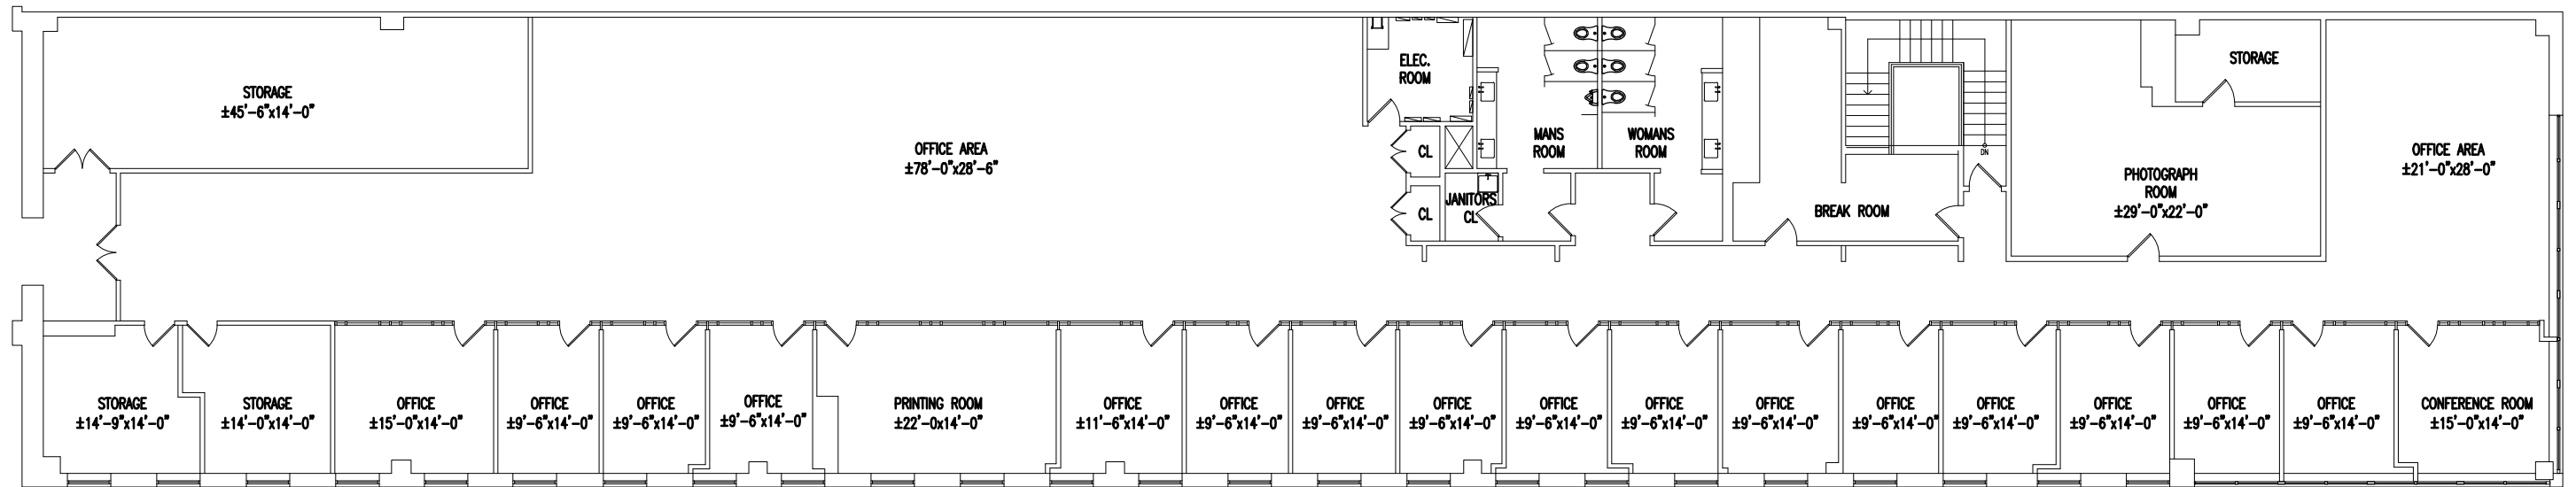 STORAGE
±45'-6"x14'-0"
OFFICE AREA
±78'-0"x28'-6"
ELEC.
ROOM
CL
CL
JANITORS
CL
MANS
ROOM
WOMANS
ROOM
BREAK ROOM
DN
PHOTOGRAPH
ROOM
±29'-0"x22'-0"
STORAGE
OFFICE AREA
±21'-0"x28'-0"
STORAGE
±14'-9"x14'-0"
STORAGE
±14'-0"x14'-0"
OFFICE
±15'-0"x14'-0"
OFFICE
±9'-6"x14'-0"
OFFICE
±9'-6"x14'-0"
OFFICE
±9'-6"x14'-0"
PRINTING ROOM
±22'-0x14'-0"
OFFICE
±11'-6"x14'-0"
OFFICE
±9'-6"x14'-0"
OFFICE
±9'-6"x14'-0"
OFFICE
±9'-6"x14'-0"
OFFICE
±9'-6"x14'-0"
OFFICE
±9'-6"x14'-0"
OFFICE
±9'-6"x14'-0"
OFFICE
±9'-6"x14'-0"
OFFICE
±9'-6"x14'-0"
OFFICE
±9'-6"x14'-0"
OFFICE
±9'-6"x14'-0"
OFFICE
±9'-6"x14'-0"
CONFERENCE ROOM
±15'-0"x14'-0"